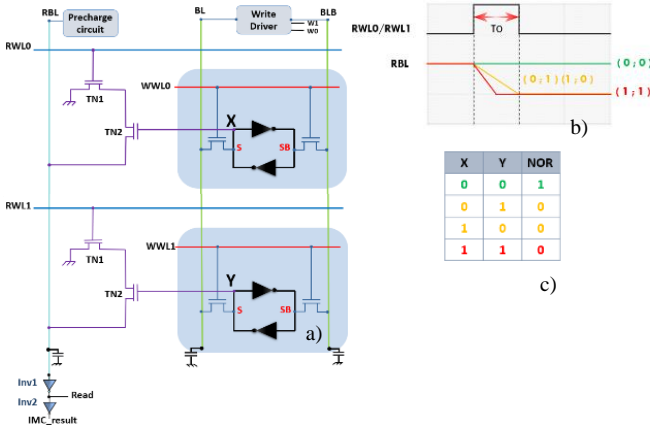 RBL
Precharge
circuit
BL
Write
Driver
W1
W0
BLB
RWL0
TN1
TN2
WWL0
X
S
SB
RWL1
TN1
TN2
WWL1
Y
S
SB
a)
Inv1
Read
Inv2
IMC_result
RWL0/RWL1
TO
RBL
(0;0)
(0;1)(1;0)
(1;1)
b)
X Y NOR
0 0 1
0 1 0
1 0 0
1 1 0
c)